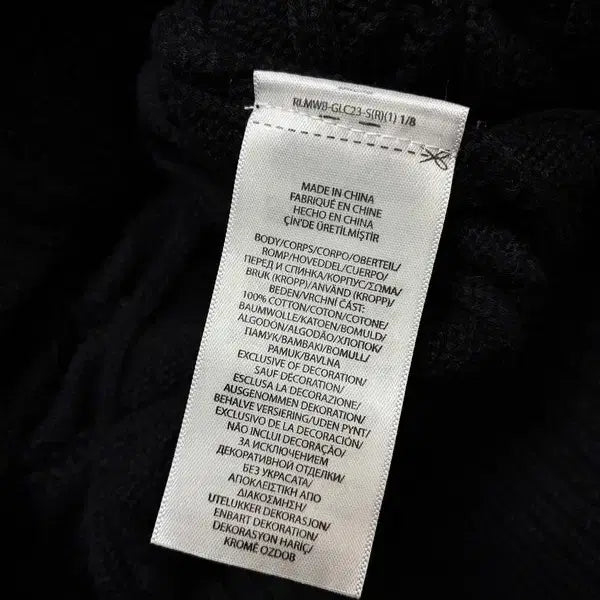 RLMWB-GLC23-S(R)(1) 1/8
MADE IN CHINA
FABRIQUÉ EN CHINE
HECHO EN CHINA
ÇİN'DE ÜRETİLMİŞTİR
BODY/CORPS/CORPO/OBERTEIL/
ROMP/HOVEDDEL/CUERPO/
ПЕРЕД И СПИНКА/КОРПУС/ΣΩΜΑ/
BRUK (KROPP)/ANVÄND (KROPP)/
BEDEN/VRCHNÍ ČÁST:
100% COTTON/COTON/COTONE/
BAUMWOLLE/KATOEN/BOMULD/
ALGODÓN/ALGODÃO/ХЛОПОК/
ПАМУК/ΒΑΜΒΑΚΙ/BOMULL/
PAMUK/BAVLNA
EXCLUSIVE OF DECORATION/
SAUF DÉCORATION/
ESCLUSA LA DECORAZIONE/
AUSGENOMMEN DEKORATION/
BEHALVE VERSIERING/UDEN PYNT/
EXCLUSIVO DE LA DECORACIÓN/
NÃO INCLUI DECORAÇÃO/
ЗА ИСКЛЮЧЕНИЕМ
ДЕКОРАТИВНОЙ ОТДЕЛКИ/
БЕЗ УКРАСАТА/
ΑΠΟΚΛΕΙΣΤΙΚΗ ΑΠΟ
ΔΙΑΚΟΣΜΗΣΗ/
UTELUKKER DEKORASJON/
ENBART DEKORATION/
DEKORASYON HARİÇ/
KROMĚ OZDOB